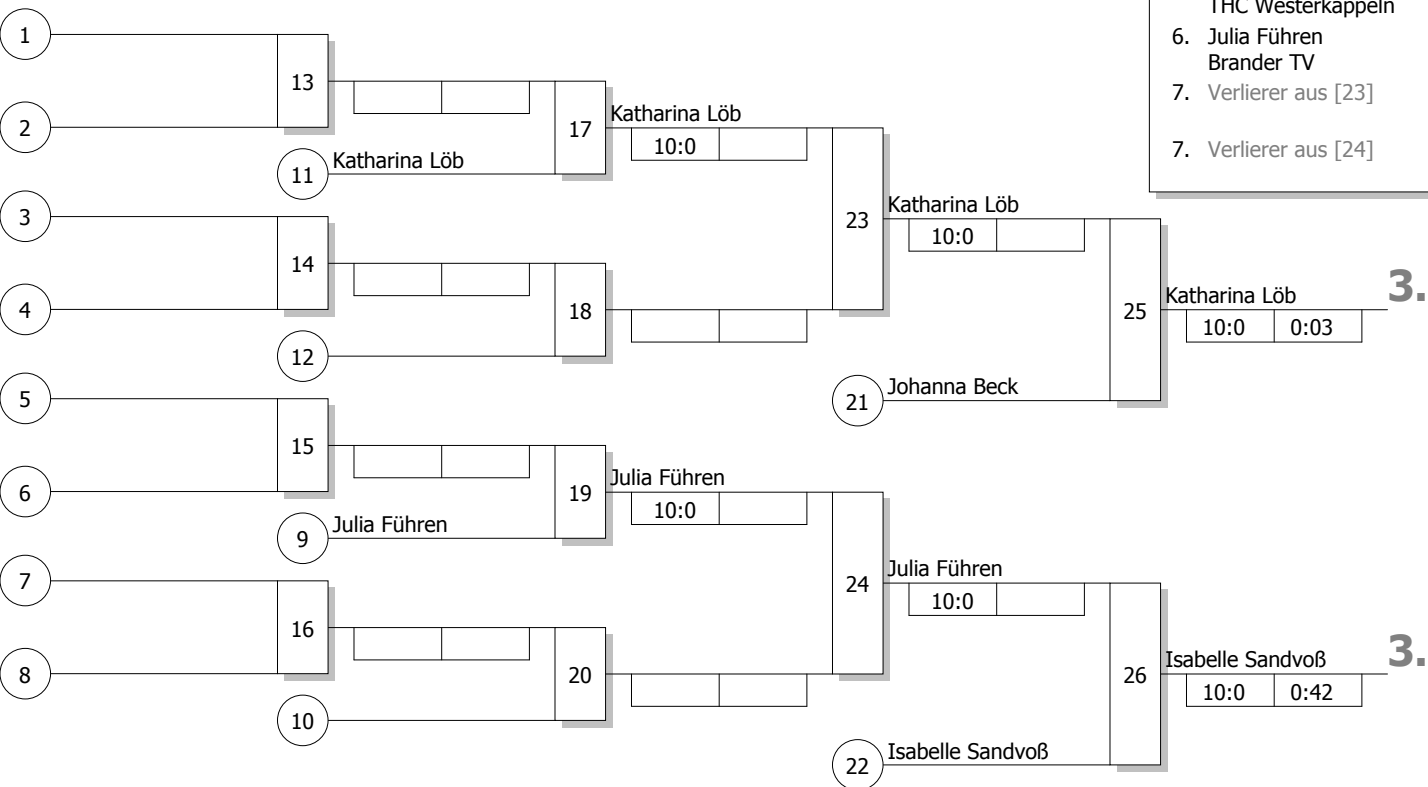 THC Westerkappeln
6. Julia Führen
Brander TV
7. Verlierer aus [23]
7. Verlierer aus [24]
1
13
2
17
Katharina Löb
10:0
11
Katharina Löb
3
23
Katharina Löb
10:0
14
4
18
25
Katharina Löb
3.
10:0 0:03
12
5
21
Johanna Beck
15
6
19
Julia Führen
10:0
9
Julia Führen
7
24
Julia Führen
10:0
16
8
20
26
Isabelle Sandvoß
3.
10:0 0:42
10
22
Isabelle Sandvoß